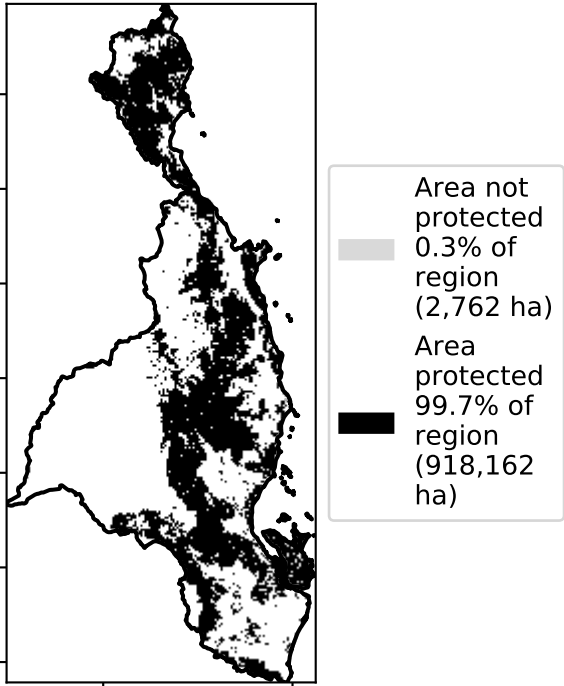 Area not
protected
0.3% of
region
(2,762 ha)
Area
protected
99.7% of
region
(918,162
ha)